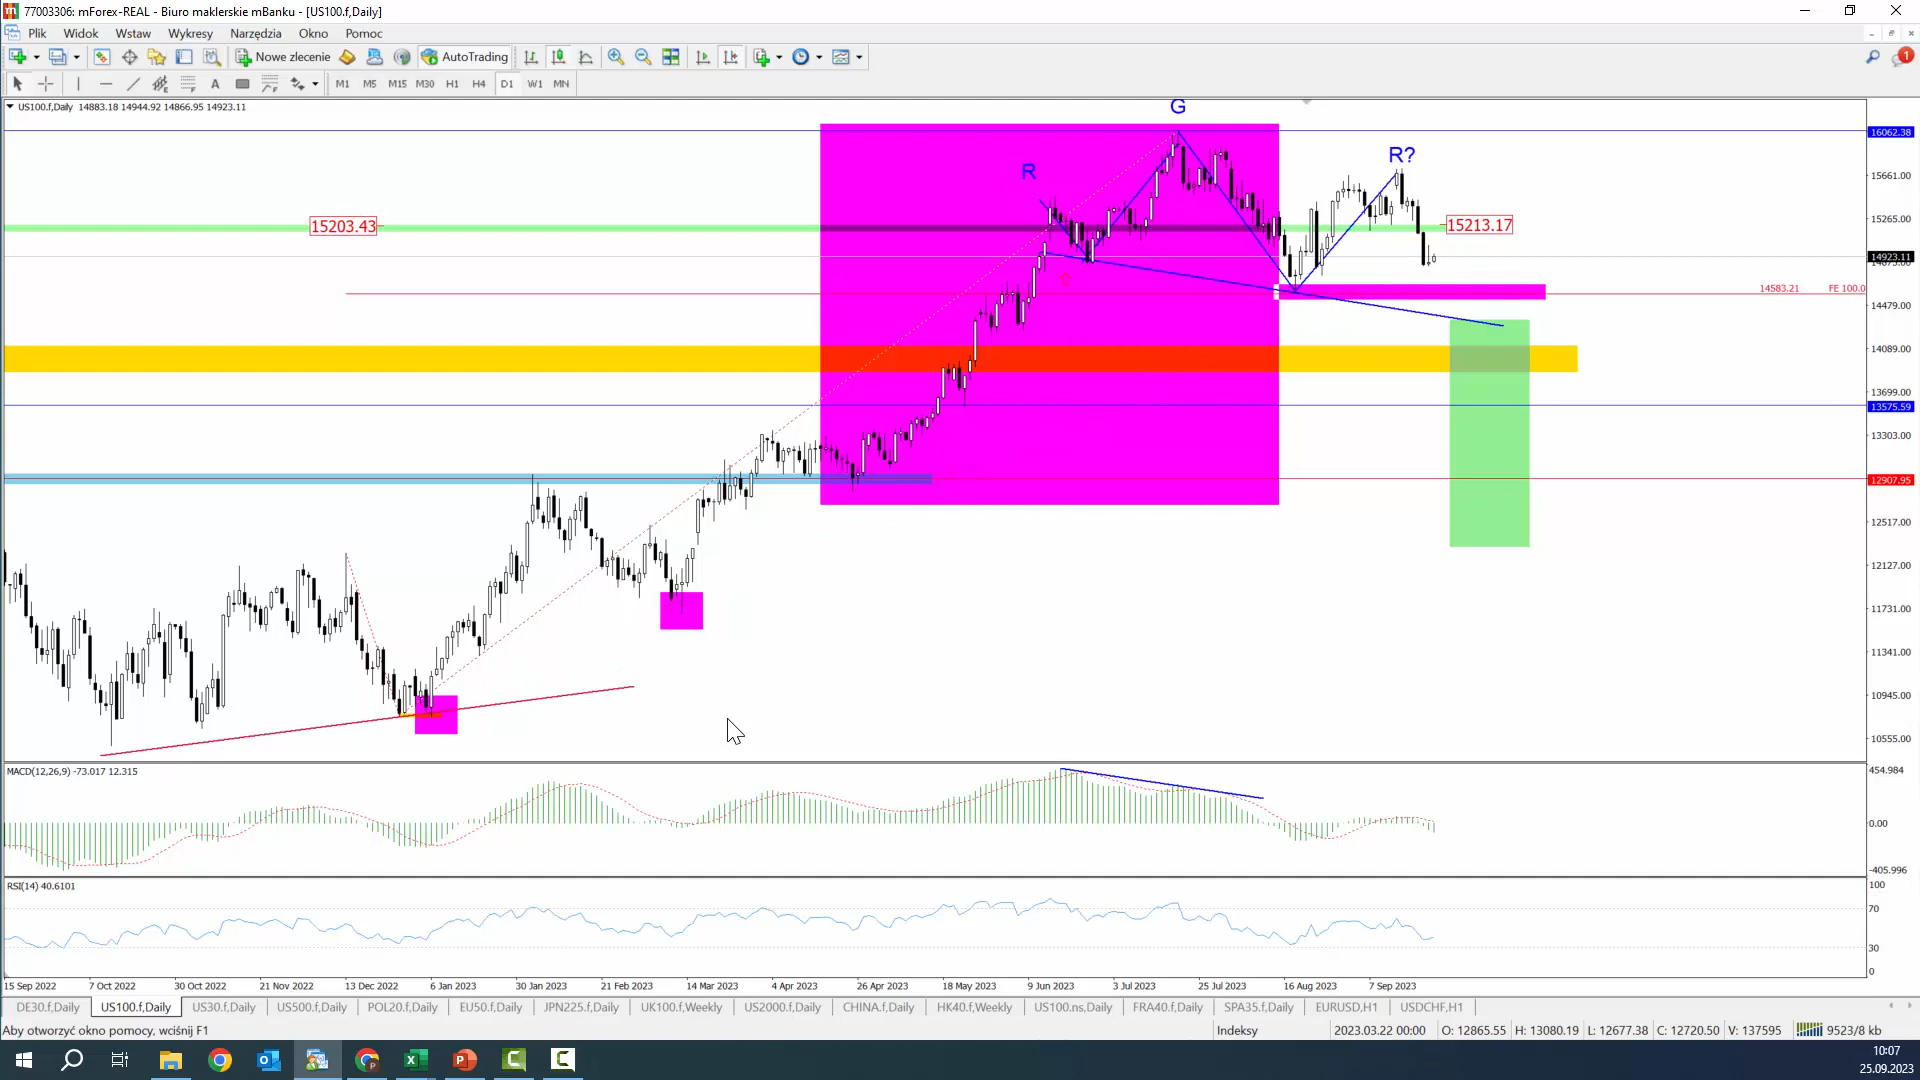 77003306: mForex-REAL - Biuro maklerskie mBanku - [US100.f,Daily]
Plik Widok Wstaw Wykresy Narzędzia Okno Pomoc
Nowe zlecenie AutoTrading
1
A M1 M5 M15 M30 H1 H4 D1 W1 MN
US100.f,Daily 14883.18 14944.92 14866.95 14923.11
G
16062.38
R?
R
15661.00
15265.00
15203.43
15213.17
14923.11
14583.21 FE 100.0
14479.00
14089.00
13699.00
13575.59
13303.00
12907.95
12517.00
12127.00
11731.00
11341.00
10945.00
10555.00
MACD(12,26,9) -73.017 12.315
454.984
0.00
-405.996
RSI(14) 40.6101
100
70
30
0
15 Sep 2022 7 Oct 2022 30 Oct 2022 21 Nov 2022 13 Dec 2022 6 Jan 2023 30 Jan 2023 21 Feb 2023 14 Mar 2023 4 Apr 2023 26 Apr 2023 18 May 2023 9 Jun 2023 3 Jul 2023 25 Jul 2023 16 Aug 2023 7 Sep 2023
DE30.f,Daily US100.f,Daily US30.f,Daily US500.f,Daily POL20.f,Daily EU50.f,Daily JPN225.f,Daily UK100.f,Weekly US2000.f,Daily CHINA.f,Daily HK40.f,Weekly US100.ns,Daily FRA40.f,Daily SPA35.f,Daily EURUSD,H1 USDCHF,H1
Aby otworzyć okno pomocy, wciśnij F1 Indeksy 2023.03.22 00:00 O: 12865.55 H: 13080.19 L: 12677.38 C: 12720.50 V: 137595 9523/8 kb
10:07
25.09.2023